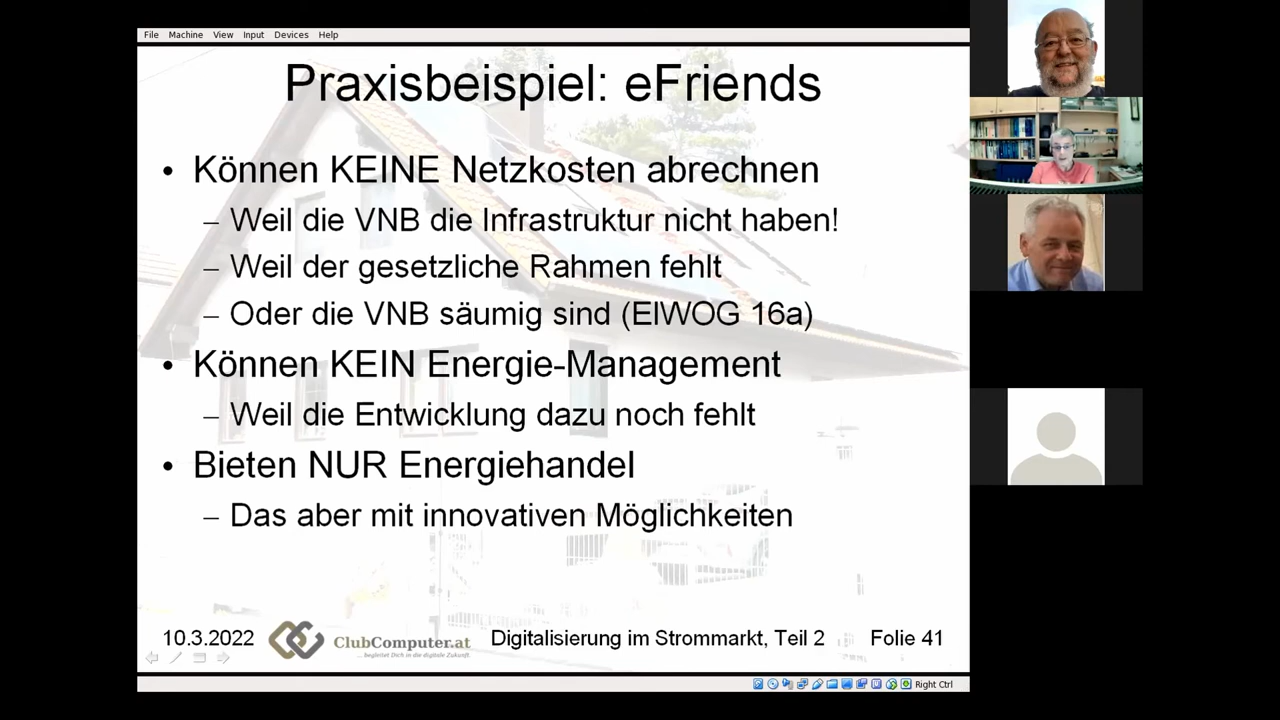 File Machine View Input Devices Help
Praxisbeispiel: eFriends
• Können KEINE Netzkosten abrechnen
– Weil die VNB die Infrastruktur nicht haben!
– Weil der gesetzliche Rahmen fehlt
– Oder die VNB säumig sind (ElWOG 16a)
• Können KEIN Energie-Management
– Weil die Entwicklung dazu noch fehlt
• Bieten NUR Energiehandel
– Das aber mit innovativen Möglichkeiten
10.3.2022 ClubComputer.at Digitalisierung im Strommarkt, Teil 2 Folie 41
... begleitet Dich in die digitale Zukunft.
Right Ctrl